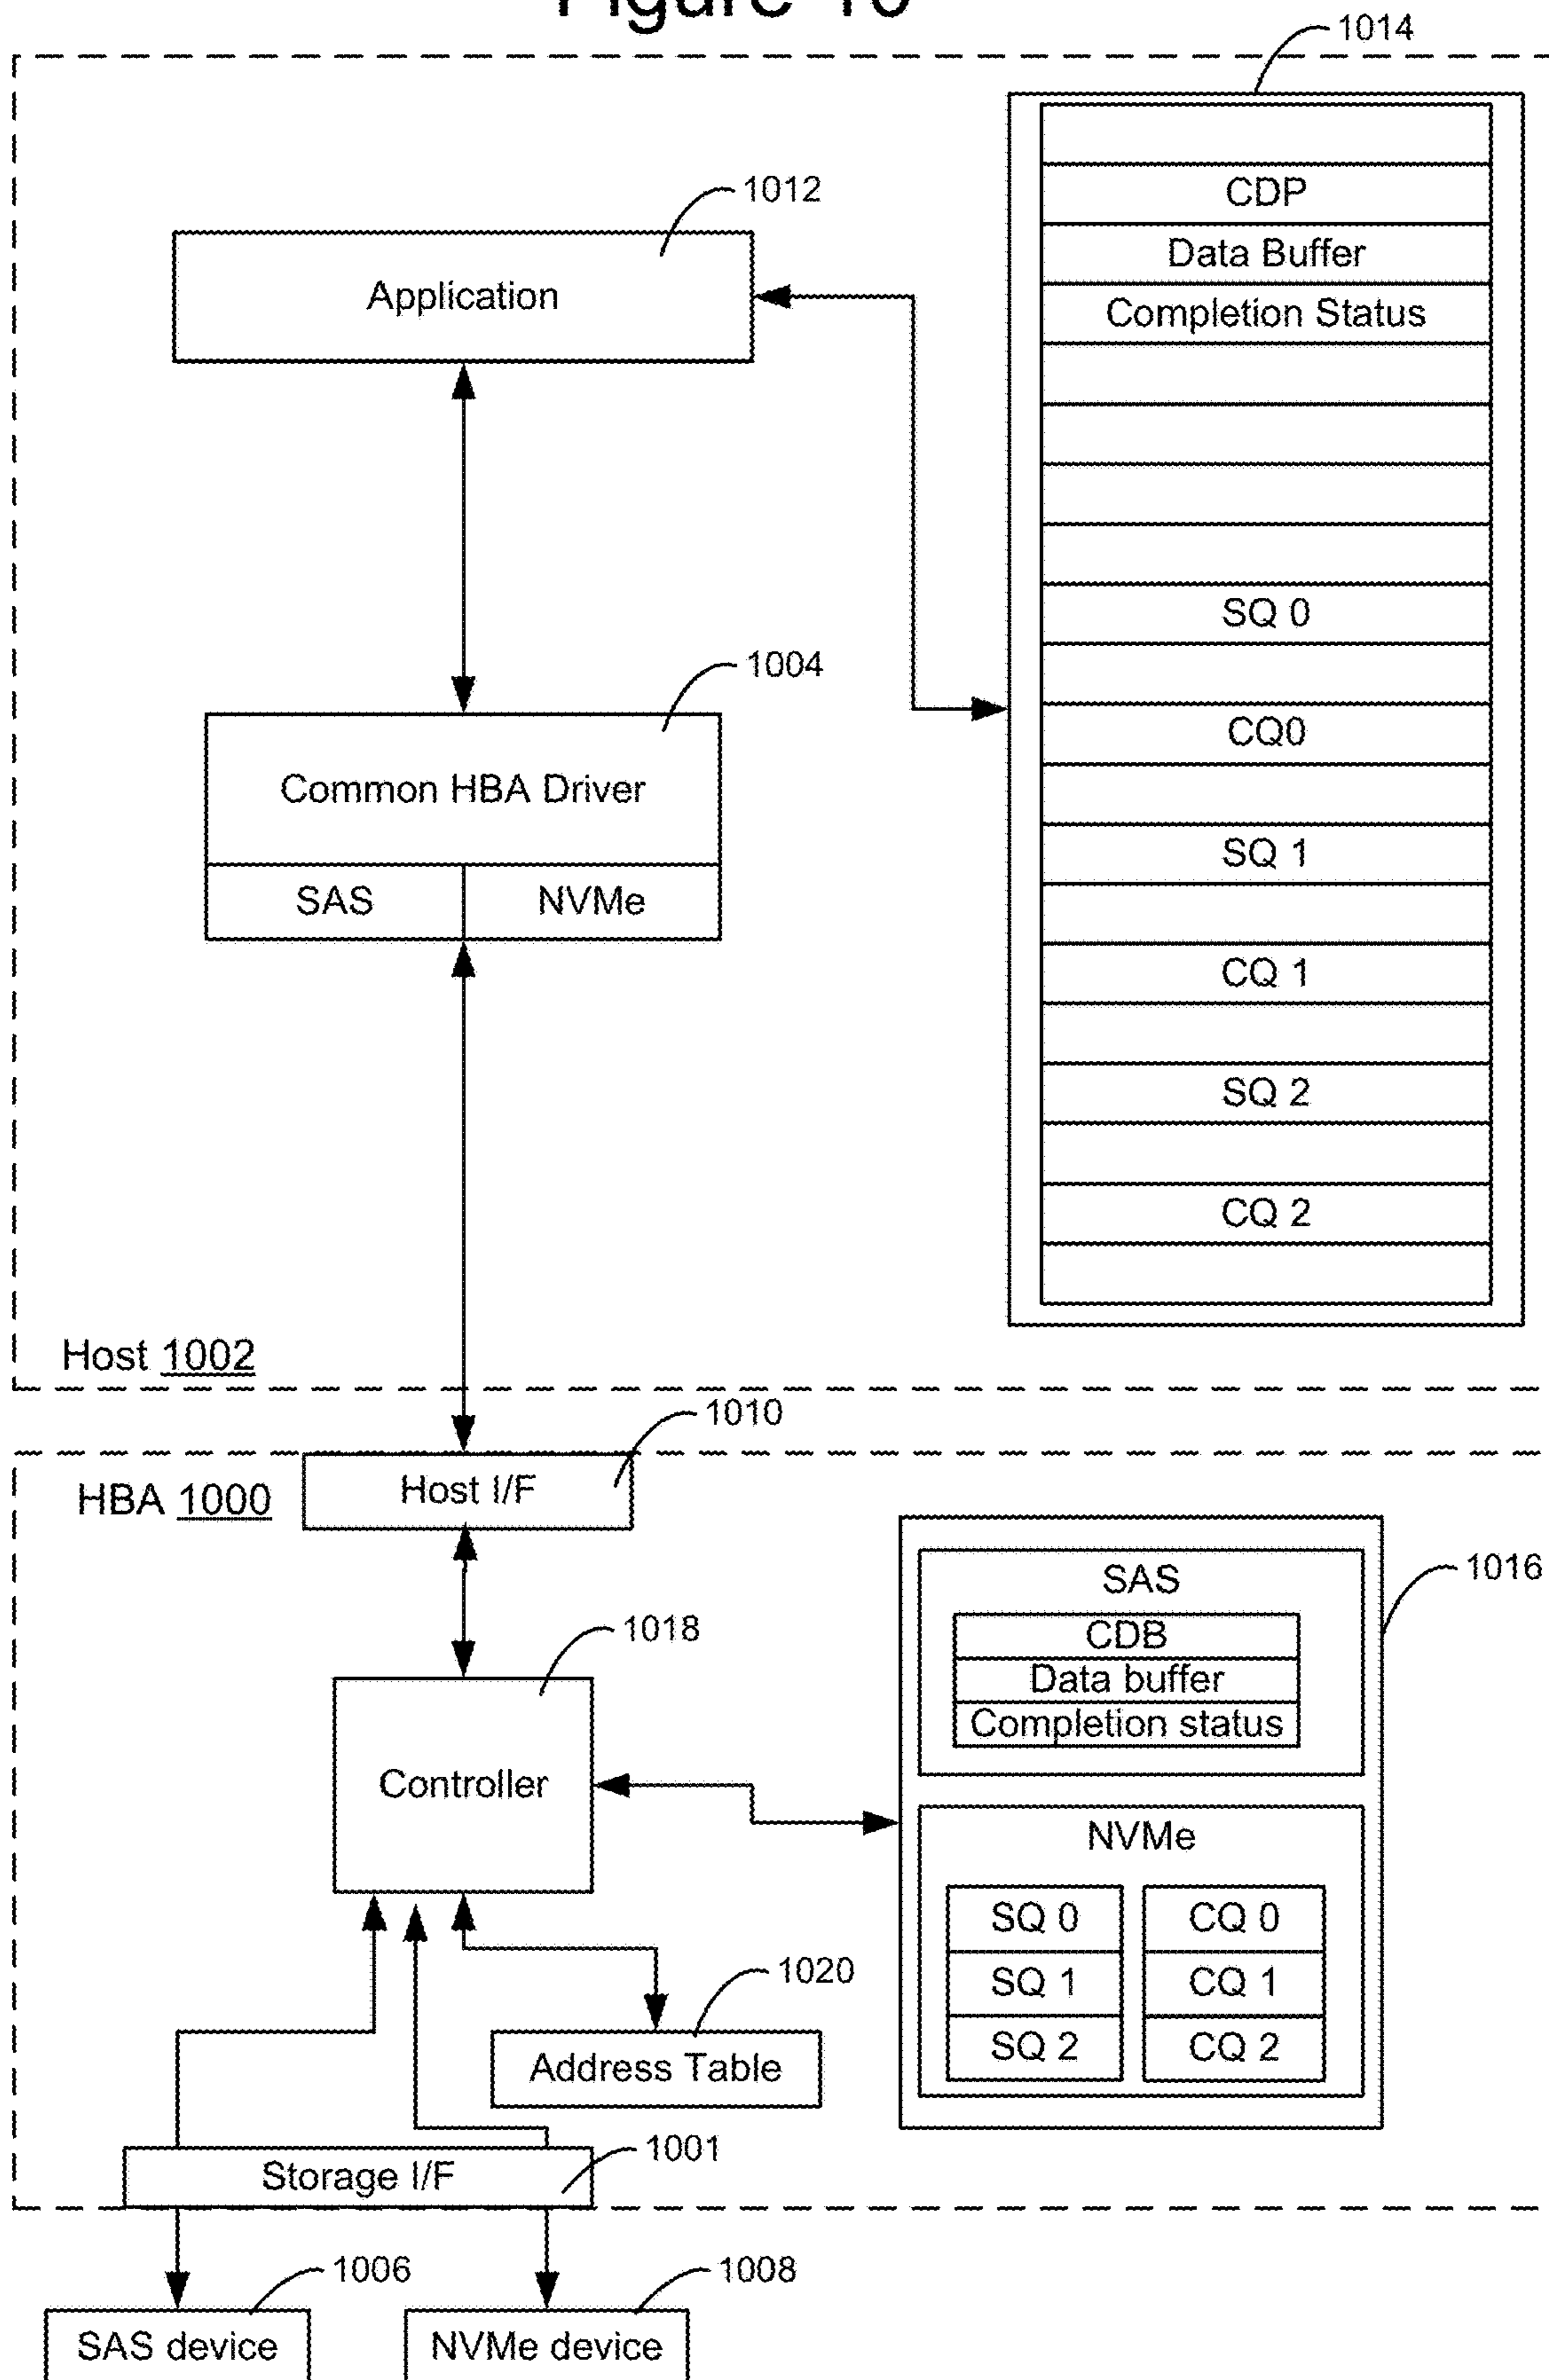 Figure 10
1014
CDP
1012
Data Buffer
Application
Completion Status
SQ 0
1004
CQ0
Common HBA Driver
SQ 1
SAS
NVMe
CQ 1
SQ 2
CQ 2
Host 1002
1010
HBA 1000
Host I/F
1016
SAS
1018
CDB
Data buffer
Completion status
Controller
NVMe
SQ 0
CQ 0
1020
SQ 1
CQ 1
Address Table
SQ 2
CQ 2
1001
Storage I/F
1006
1008
SAS device
NVMe device